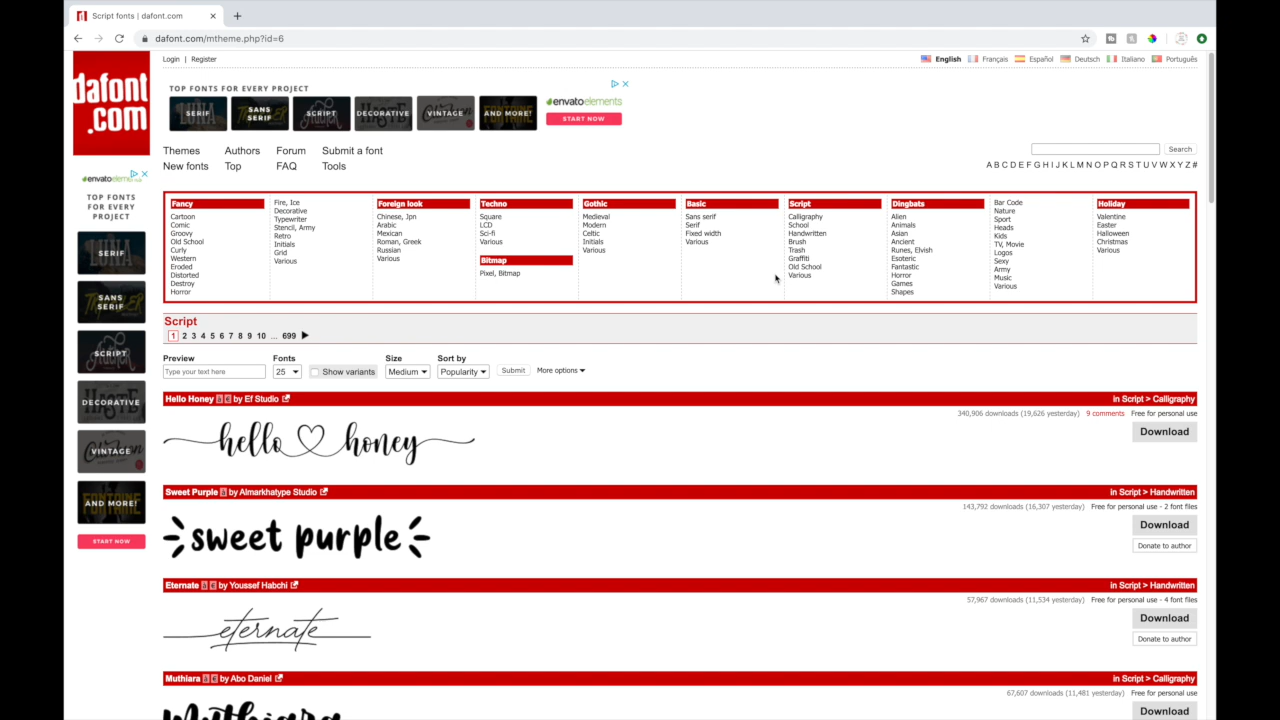 Script fonts | dafont.com
dafont.com/mtheme.php?id=6
dafont
.com
Login | Register
English Français Español Deutsch Italiano Português
TOP FONTS FOR EVERY PROJECT
SERIF SANS SERIF SCRIPT DECORATIVE VINTAGE AND MORE!
envatoelements
START NOW
Themes Authors Forum Submit a font
New fonts Top FAQ Tools
Search
A B C D E F G H I J K L M N O P Q R S T U V W X Y Z #
envato
TOP FONTS
FOR EVERY
PROJECT
SERIF
SANS
SERIF
SCRIPT
DECORATIVE
VINTAGE
AND MORE!
START NOW
Fancy
Cartoon
Comic
Groovy
Old School
Curly
Western
Eroded
Distorted
Destroy
Horror
Fire, Ice
Decorative
Typewriter
Stencil, Army
Retro
Initials
Grid
Various
Foreign look
Chinese, Jpn
Arabic
Mexican
Roman, Greek
Russian
Various
Techno
Square
LCD
Sci-fi
Various
Bitmap
Pixel, Bitmap
Gothic
Medieval
Modern
Celtic
Initials
Various
Basic
Sans serif
Serif
Fixed width
Various
Script
Calligraphy
School
Handwritten
Brush
Trash
Graffiti
Old School
Various
Dingbats
Alien
Animals
Asian
Ancient
Runes, Elvish
Esoteric
Fantastic
Horror
Games
Shapes
Bar Code
Nature
Sport
Heads
Kids
TV, Movie
Logos
Sexy
Army
Music
Various
Holiday
Valentine
Easter
Halloween
Christmas
Various
Script
1 2 3 4 5 6 7 8 9 10 ... 699
Preview Fonts Size Sort by
Type your text here 25 Show variants Medium Popularity Submit More options
Hello Honey à € by Ef Studio in Script > Calligraphy
340,906 downloads (19,626 yesterday) 9 comments Free for personal use
Download
hello honey
Sweet Purple à by Almarkhatype Studio in Script > Handwritten
143,792 downloads (16,307 yesterday) Free for personal use - 2 font files
Download
Donate to author
sweet purple
Eternate à € by Youssef Habchi in Script > Handwritten
57,967 downloads (11,534 yesterday) Free for personal use - 4 font files
Download
Donate to author
eternate
Muthiara à € by Abo Daniel in Script > Calligraphy
67,607 downloads (11,481 yesterday) Free for personal use
Download
Muthiara